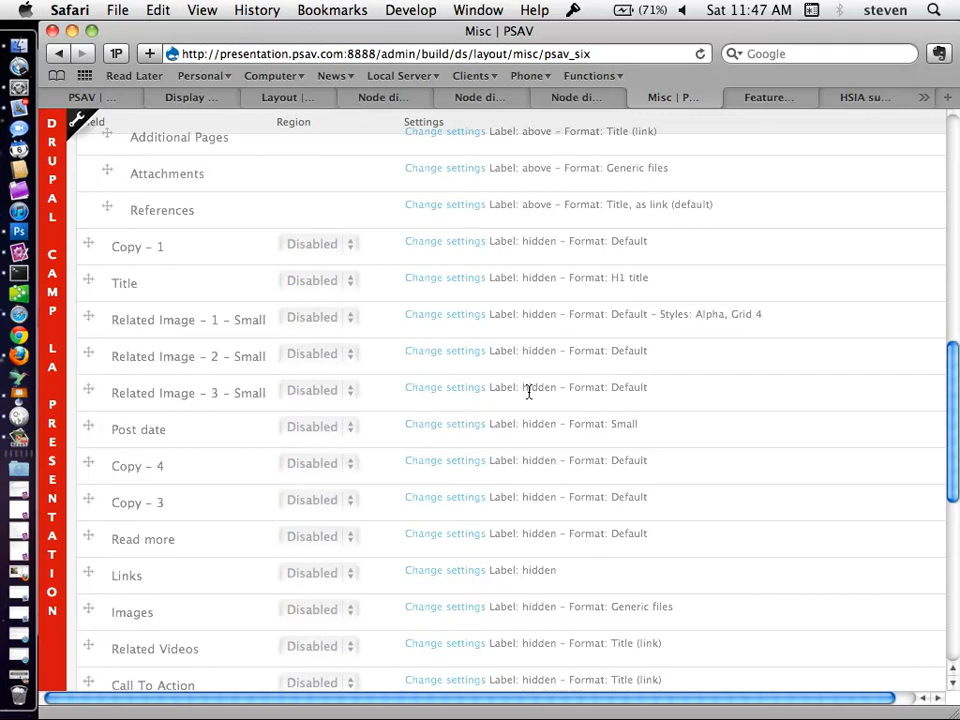 Safari File Edit View History Bookmarks Develop Window Help (71%) Sat 11:47 AM steven
Misc | PSAV
1P http://presentation.psav.com:8888/admin/build/ds/layout/misc/psav_six Google
Read Later Personal Computer News Local Server Clients Phone Functions
PSAV | ... Display ... Layout |... Node di... Node di... Node di... Misc | P... Feature... HSIA su...
DRUPAL CAMP LA PRESENTATION
Region Settings
Additional Pages Change settings Label: above - Format: Title (link)
Attachments Change settings Label: above - Format: Generic files
References Change settings Label: above - Format: Title, as link (default)
Copy - 1 Disabled Change settings Label: hidden - Format: Default
Title Disabled Change settings Label: hidden - Format: H1 title
Related Image - 1 - Small Disabled Change settings Label: hidden - Format: Default - Styles: Alpha, Grid 4
Related Image - 2 - Small Disabled Change settings Label: hidden - Format: Default
Related Image - 3 - Small Disabled Change settings Label: hidden - Format: Default
Post date Disabled Change settings Label: hidden - Format: Small
Copy - 4 Disabled Change settings Label: hidden - Format: Default
Copy - 3 Disabled Change settings Label: hidden - Format: Default
Read more Disabled Change settings Label: hidden - Format: Default
Links Disabled Change settings Label: hidden
Images Disabled Change settings Label: hidden - Format: Generic files
Related Videos Disabled Change settings Label: hidden - Format: Title (link)
Call To Action Disabled Change settings Label: hidden - Format: Title (link)